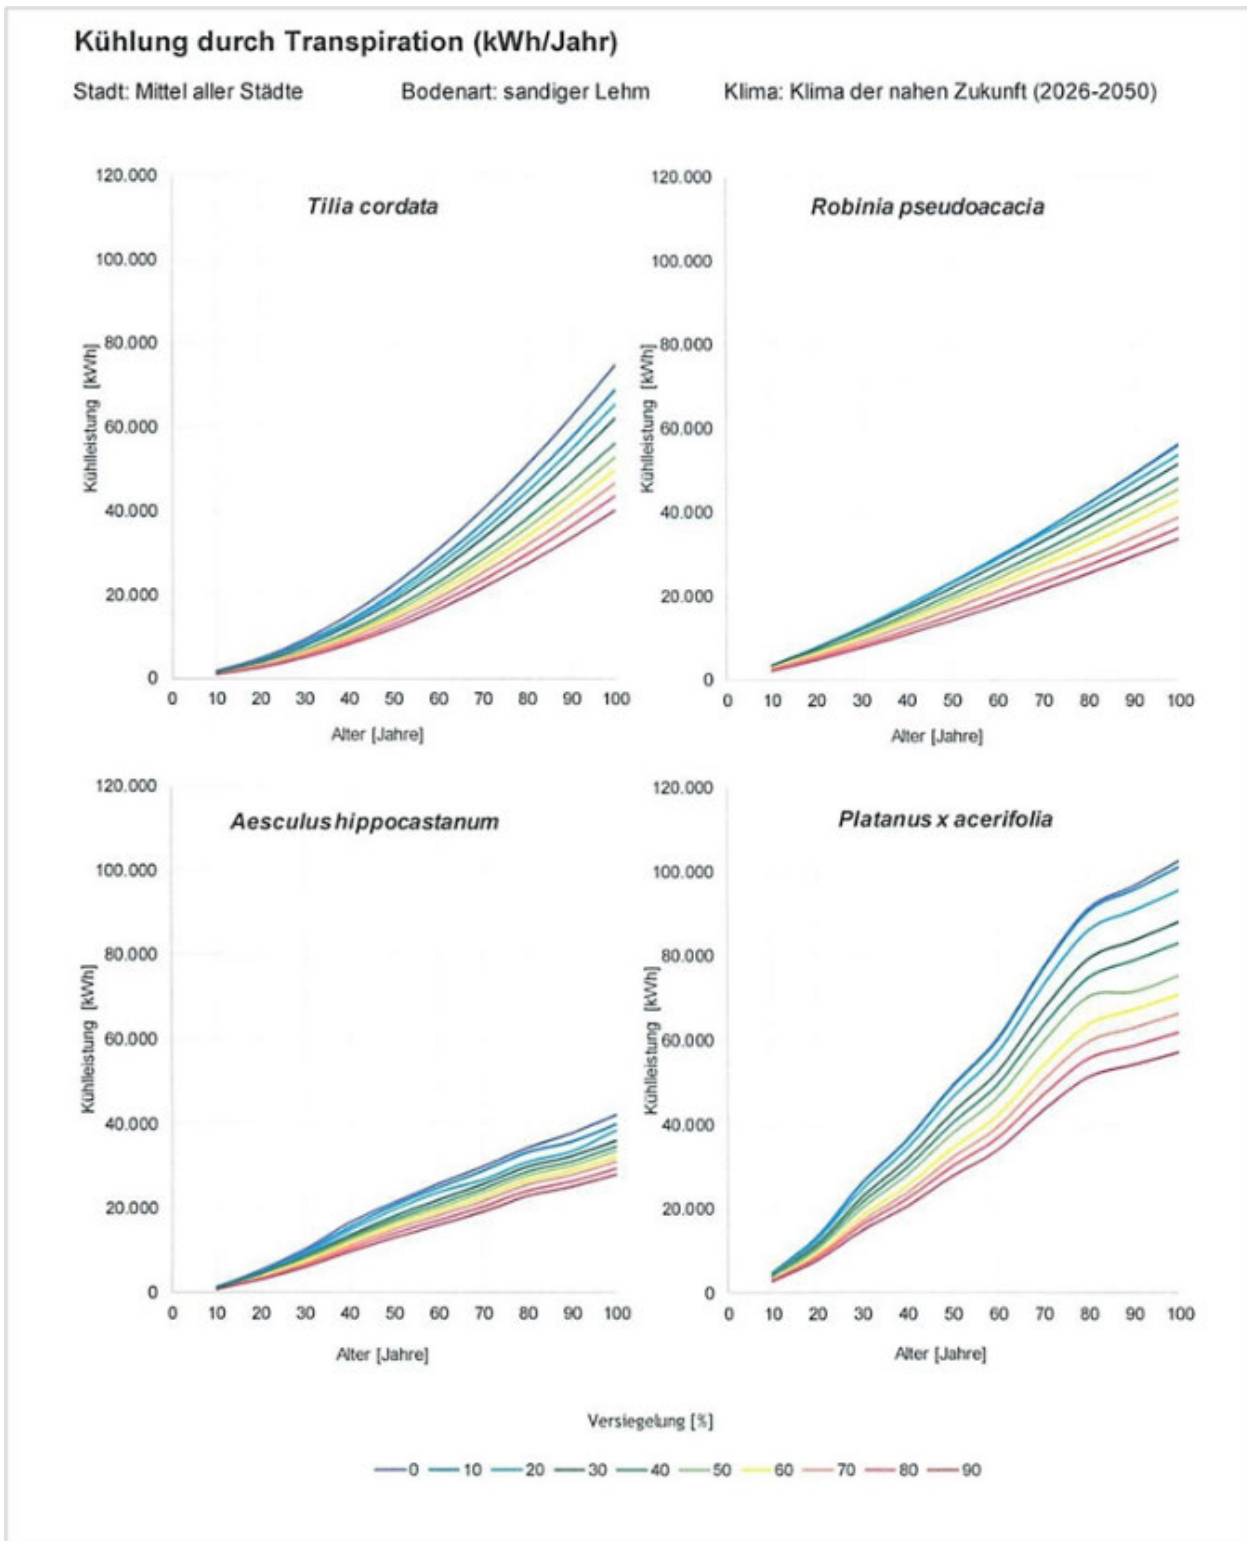 Kühlung durch Transpiration (kWh/Jahr)
Stadt: Mittel aller Städte Bodenart: sandiger Lehm Klima: Klima der nahen Zukunft (2026-2050)
Tilia cordata
120.000
100.000
80.000
60.000
40.000
20.000
0
Kühlleistung [kWh]
0 10 20 30 40 50 60 70 80 90 100
Alter [Jahre]
Robinia pseudoacacia
120.000
100.000
80.000
60.000
40.000
20.000
0
Kühlleistung [kWh]
0 10 20 30 40 50 60 70 80 90 100
Alter [Jahre]
Aesculus hippocastanum
120.000
100.000
80.000
60.000
40.000
20.000
0
Kühlleistung [kWh]
0 10 20 30 40 50 60 70 80 90 100
Alter [Jahre]
Platanus x acerifolia
120.000
100.000
80.000
60.000
40.000
20.000
0
Kühlleistung [kWh]
0 10 20 30 40 50 60 70 80 90 100
Alter [Jahre]
Versiegelung [%]
0 10 20 30 40 50 60 70 80 90